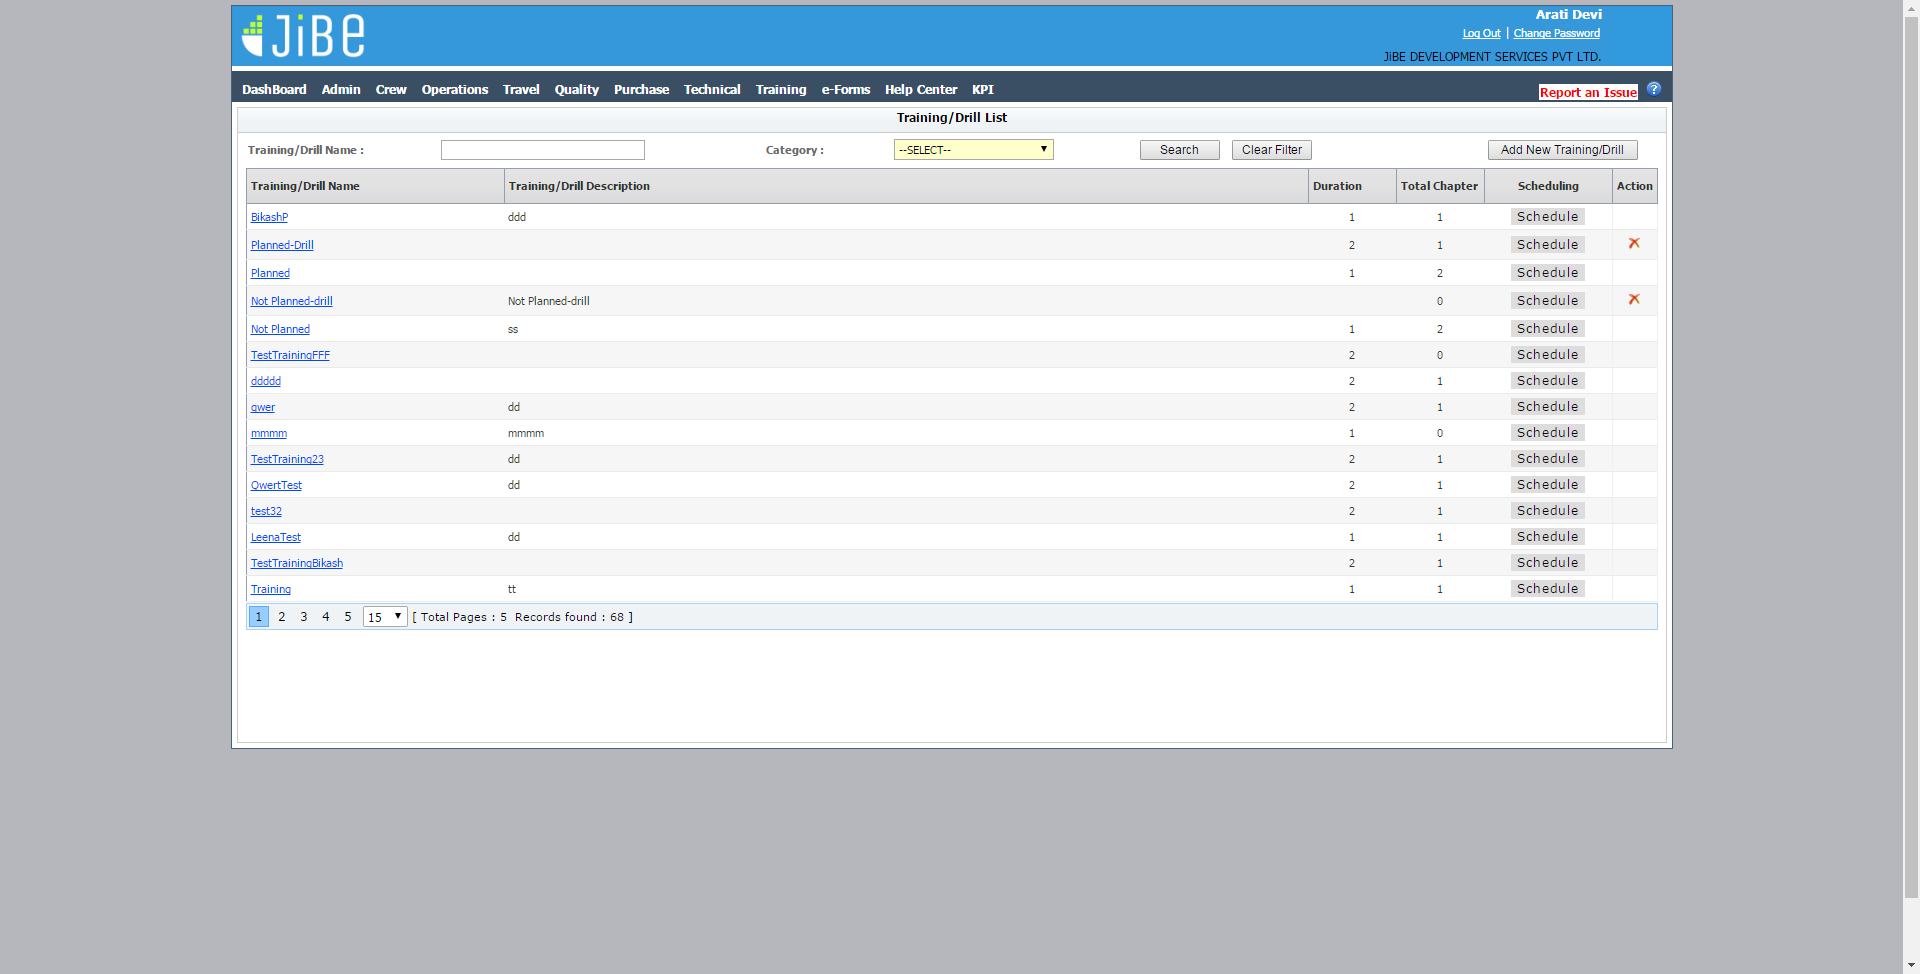 JiBE
Arati Devi
Log Out | Change Password
JiBE DEVELOPMENT SERVICES PVT LTD.
DashBoard Admin Crew Operations Travel Quality Purchase Technical Training e-Forms Help Center KPI Report an Issue ?
Training/Drill List
Training/Drill Name : Category : --SELECT-- Search Clear Filter Add New Training/Drill
Training/Drill Name Training/Drill Description Duration Total Chapter Scheduling Action
BikashP ddd 1 1 Schedule
Planned-Drill 2 1 Schedule
Planned 1 2 Schedule
Not Planned-drill Not Planned-drill 0 Schedule
Not Planned ss 1 2 Schedule
TestTrainingFFF 2 0 Schedule
ddddd 2 1 Schedule
qwer dd 2 1 Schedule
mmmm mmmm 1 0 Schedule
TestTraining23 dd 2 1 Schedule
QwertTest dd 2 1 Schedule
test32 2 1 Schedule
LeenaTest dd 1 1 Schedule
TestTrainingBikash 2 1 Schedule
Training tt 1 1 Schedule
1 2 3 4 5 15 [ Total Pages : 5 Records found : 68 ]